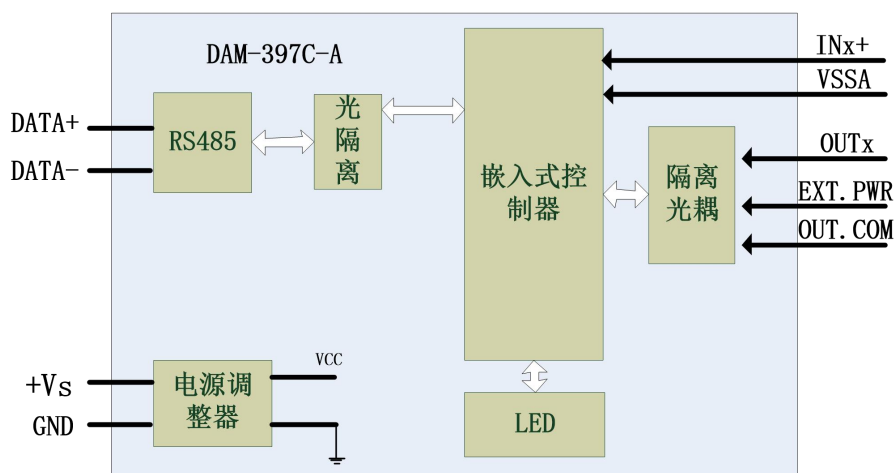 DAM-397C-A
INx+
VSSA
DATA+
DATA-
RS485
光
隔
离
嵌入式控
制器
隔离
光耦
OUTx
EXT.PWR
OUT.COM
+Vs
GND
电源调
整器
VCC
LED